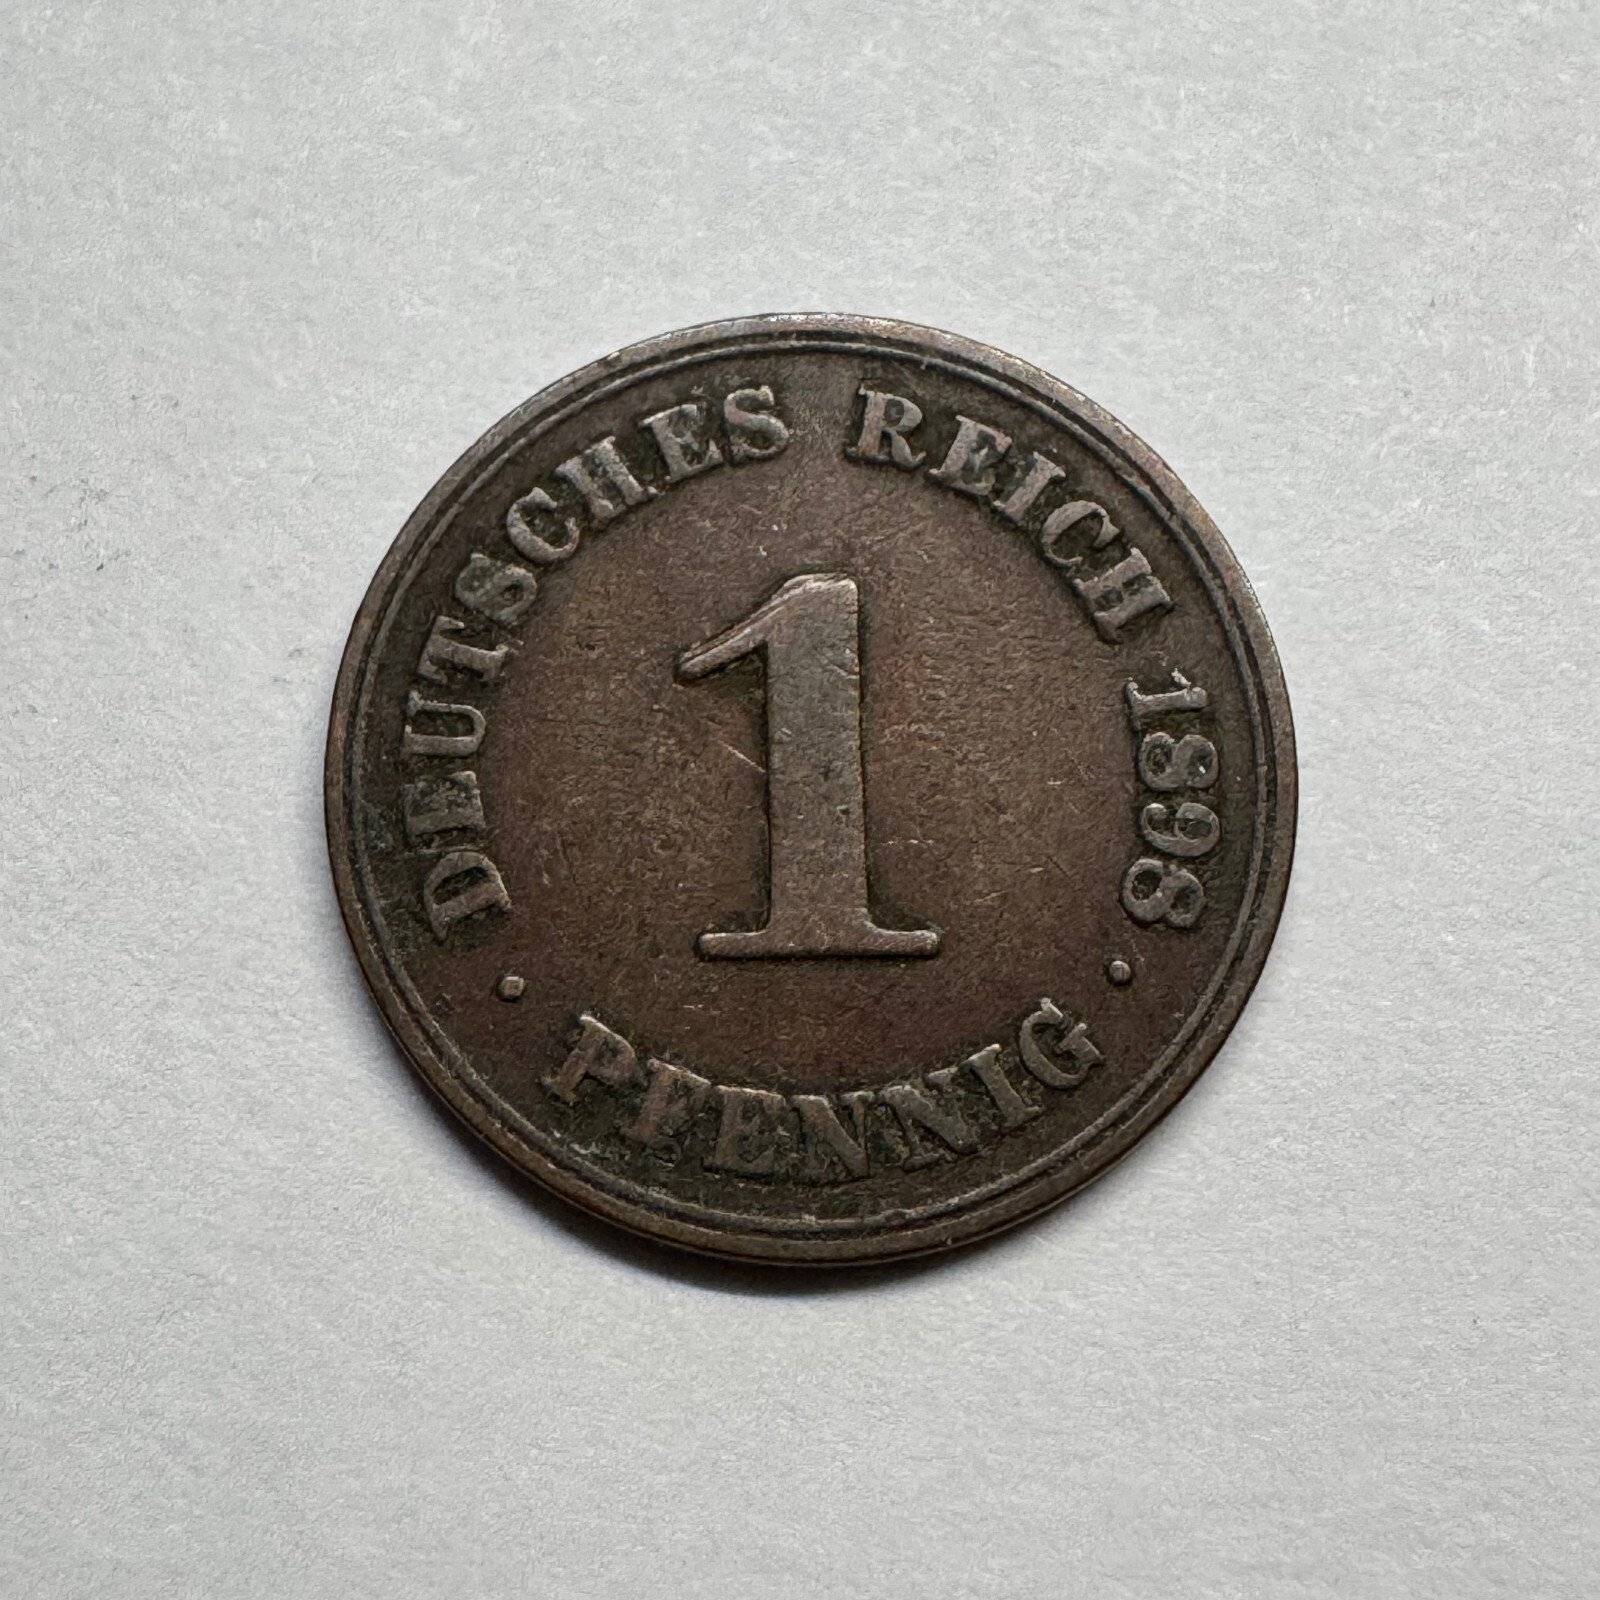 DEUTSCHES REICH 1898
1
· PFENNIG ·